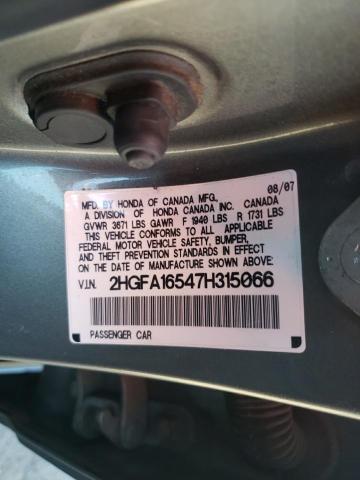 08/07
MFD. BY HONDA OF CANADA MFG.,
A DIVISION OF HONDA CANADA INC. CANADA
GVWR 3671 LBS GAWR F 1940 LBS R 1731 LBS
THIS VEHICLE CONFORMS TO ALL APPLICABLE
FEDERAL MOTOR VEHICLE SAFETY, BUMPER,
AND THEFT PREVENTION STANDARDS IN EFFECT
ON THE DATE OF MANUFACTURE SHOWN ABOVE.
V.I.N. 2HGFA16547H315066
PASSENGER CAR